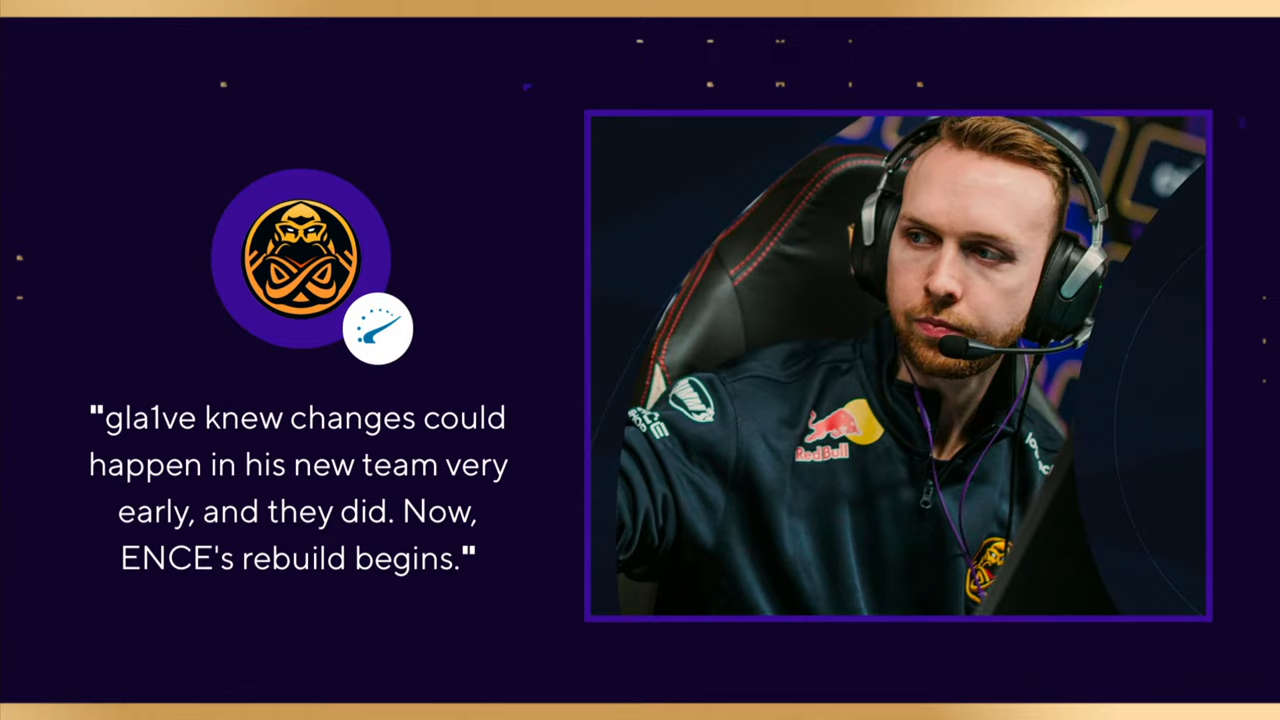 "gla1ve knew changes could
happen in his new team very
early, and they did. Now,
ENCE's rebuild begins."
Red Bull